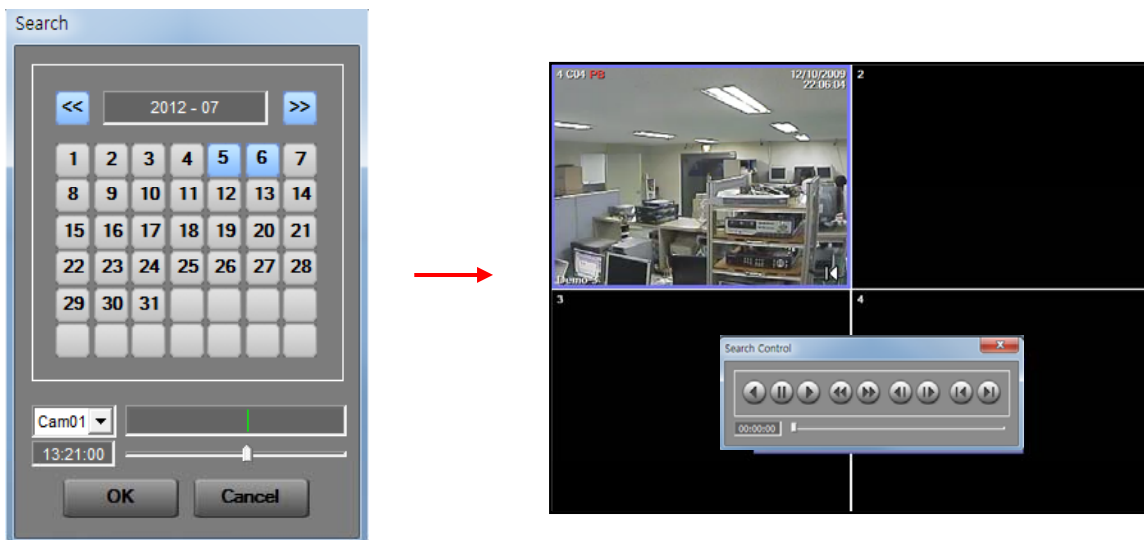 Search
<< 2012 - 07 >>
1 2 3 4 5 6 7
8 9 10 11 12 13 14
15 16 17 18 19 20 21
22 23 24 25 26 27 28
29 30 31
Cam01
13:21:00
OK Cancel
4 C04 PB 12/10/2009
22:06:04
Demo 3
2
3
4
Search Control
00:00:00